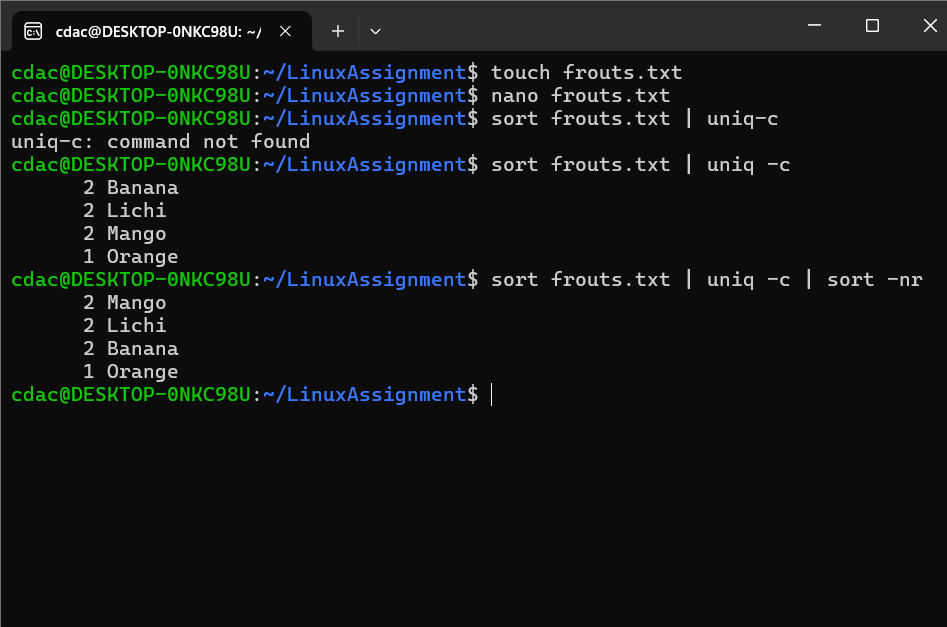 cdac@DESKTOP-0NKC98U: ~/
cdac@DESKTOP-0NKC98U:~/LinuxAssignment$ touch frouts.txt
cdac@DESKTOP-0NKC98U:~/LinuxAssignment$ nano frouts.txt
cdac@DESKTOP-0NKC98U:~/LinuxAssignment$ sort frouts.txt | uniq-c
uniq-c: command not found
cdac@DESKTOP-0NKC98U:~/LinuxAssignment$ sort frouts.txt | uniq -c
      2 Banana
      2 Lichi
      2 Mango
      1 Orange
cdac@DESKTOP-0NKC98U:~/LinuxAssignment$ sort frouts.txt | uniq -c | sort -nr
      2 Mango
      2 Lichi
      2 Banana
      1 Orange
cdac@DESKTOP-0NKC98U:~/LinuxAssignment$